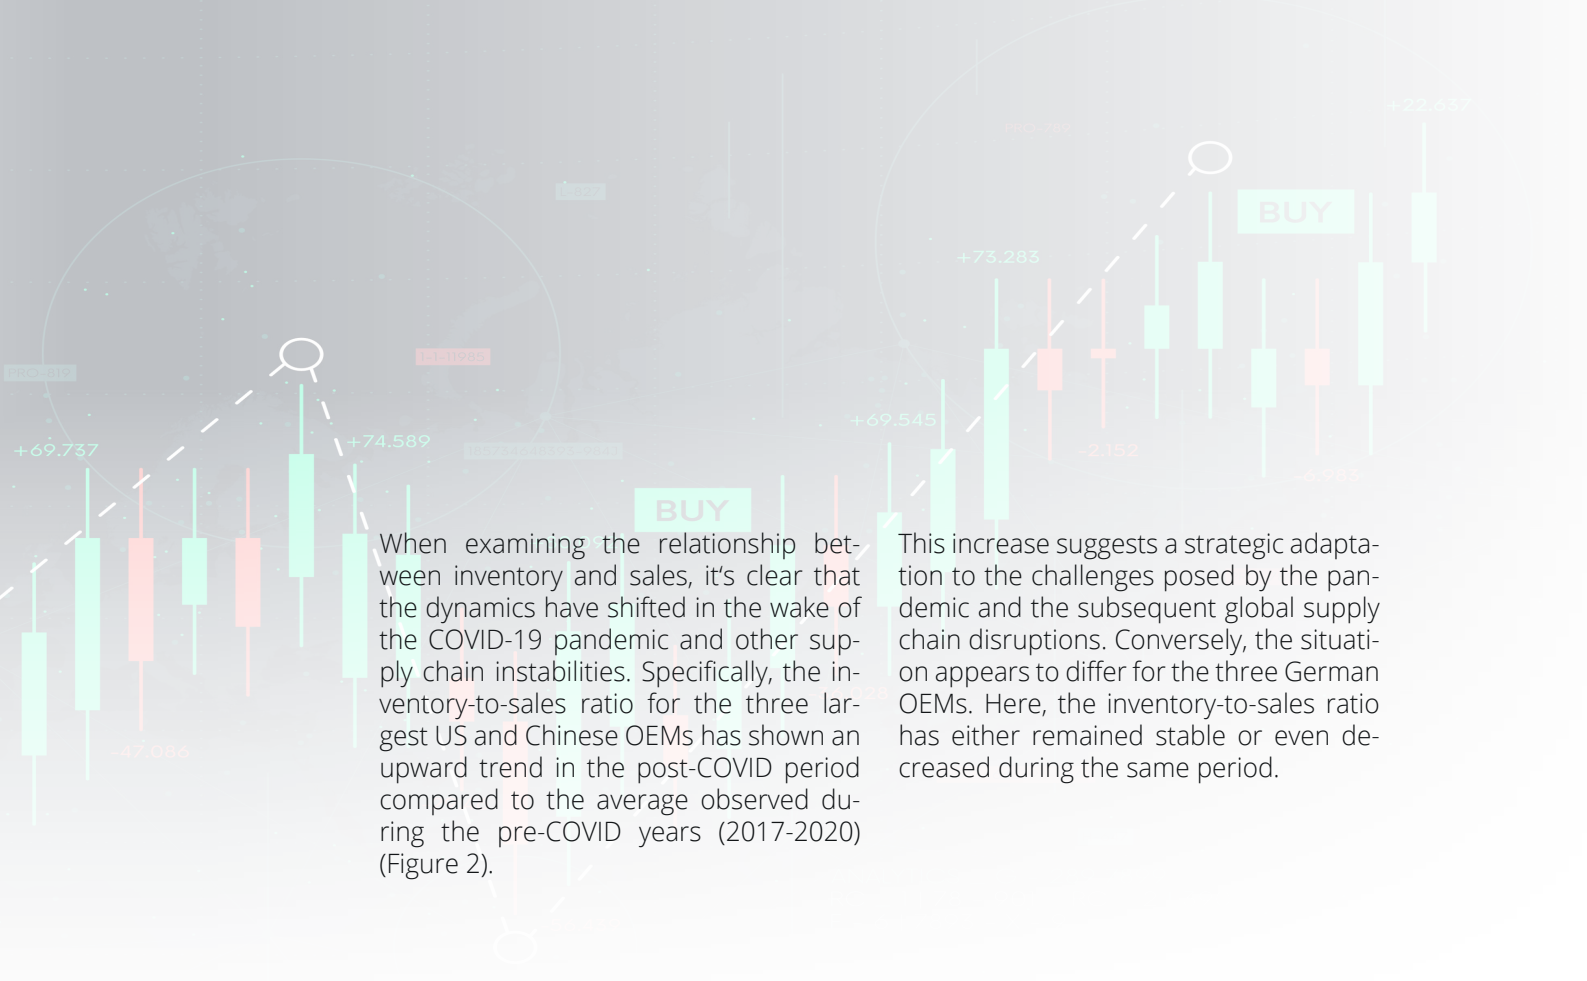 +22.637
BUY
L-427
+73.283
1-1-11985
PRO-619
+69.545
+74.589
+69.737
-2.152
BUY
-47.086
When examining the relationship bet-
ween inventory and sales, it‘s clear that
the dynamics have shifted in the wake of
the COVID-19 pandemic and other sup-
ply chain instabilities. Specifically, the in-
ventory-to-sales ratio for the three lar-
gest US and Chinese OEMs has shown an
upward trend in the post-COVID period
compared to the average observed du-
ring the pre-COVID years (2017-2020)
(Figure 2).
This increase suggests a strategic adapta-
tion to the challenges posed by the pan-
demic and the subsequent global supply
chain disruptions. Conversely, the situati-
on appears to differ for the three German
OEMs. Here, the inventory-to-sales ratio
has either remained stable or even de-
creased during the same period.